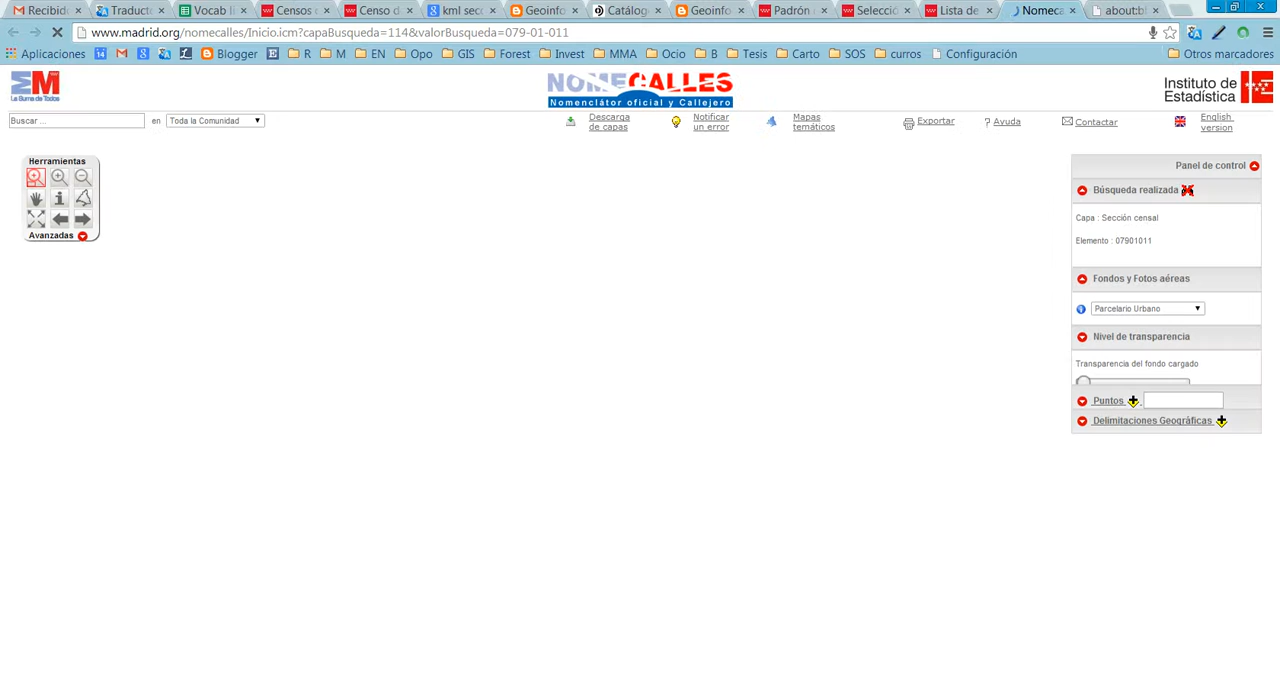 Recibido Traducto Vocab li Censos c Censo d kml secc Geoinfo Catálog Geoinfo Padrón Selecció Lista de Nomeca about:bl
www.madrid.org/nomecalles/Inicio.icm?capaBusqueda=114&valorBusqueda=079-01-011
Aplicaciones 14 g Blogger E R M EN Opo GIS Forest Invest MMA Ocio B Tesis Carto SOS curros Configuración Otros marcadores
EM
La Suma de Todos
NOMECALLES
Nomenclátor oficial y Callejero
Instituto de
Estadística
Buscar ... en Toda la Comunidad
Descarga
de capas
Notificar
un error
Mapas
temáticos
Exportar
? Ayuda
Contactar
English
version
Herramientas
Avanzadas
Panel de control
Búsqueda realizada
Capa : Sección censal
Elemento : 07901011
Fondos y Fotos aéreas
Parcelario Urbano
Nivel de transparencia
Transparencia del fondo cargado
Puntos
Delimitaciones Geográficas